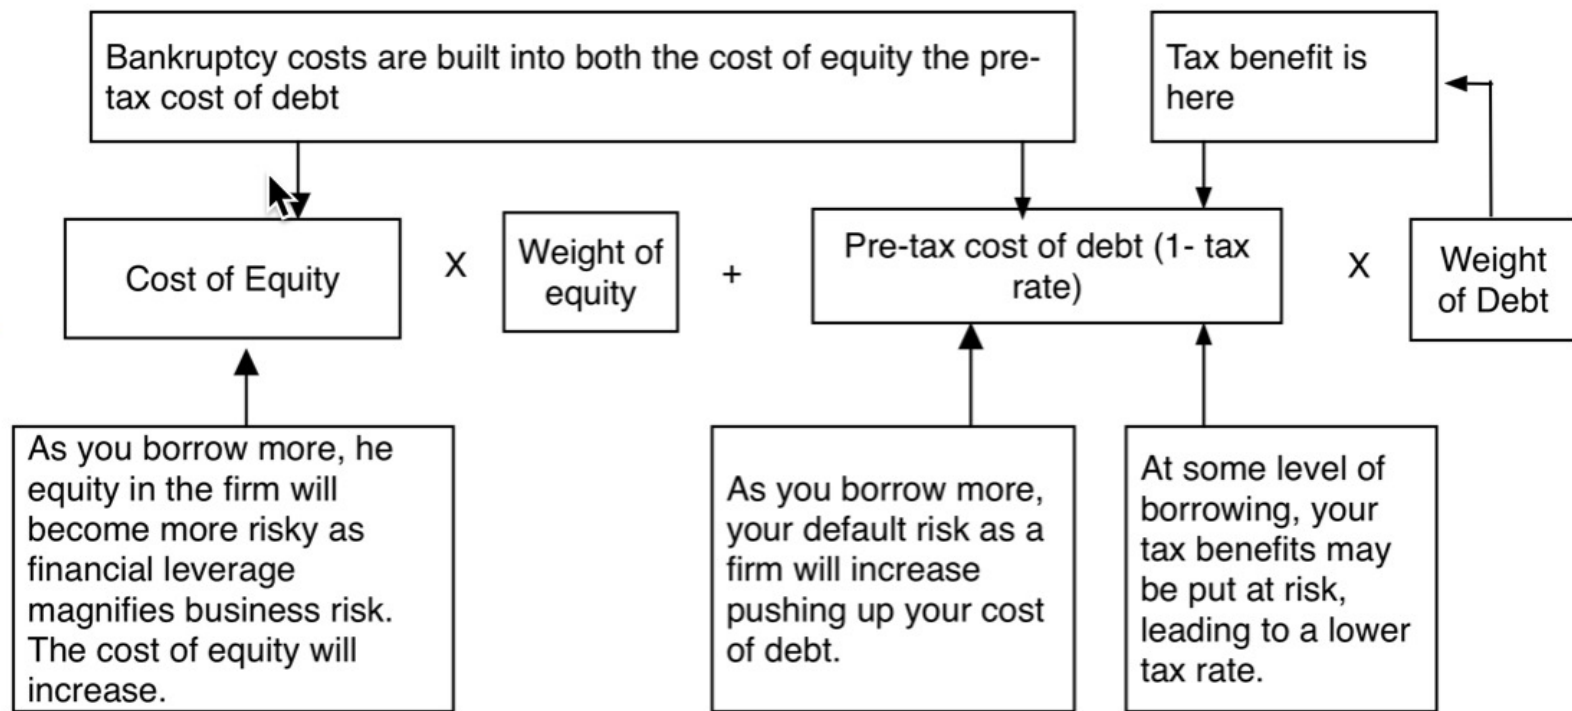 Bankruptcy costs are built into both the cost of equity the pre-
tax cost of debt
Tax benefit is
here
Cost of Equity
X
Weight of
equity
+
Pre-tax cost of debt (1- tax
rate)
X
Weight
of Debt
As you borrow more, he
equity in the firm will
become more risky as
financial leverage
magnifies business risk.
The cost of equity will
increase.
As you borrow more,
your default risk as a
firm will increase
pushing up your cost
of debt.
At some level of
borrowing, your
tax benefits may
be put at risk,
leading to a lower
tax rate.